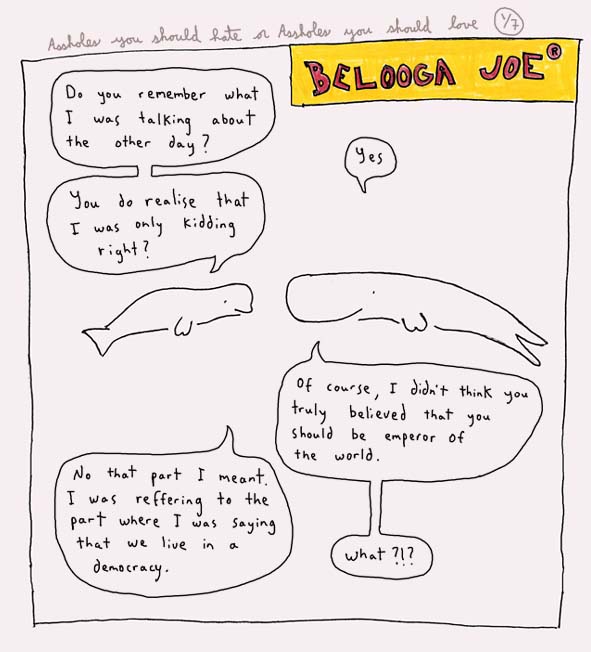 Assholes you should hate or Assholes you should love 1/7
BELOOGA JOE®
Do you remember what
I was talking about
the other day?
Yes
You do realise that
I was only kidding
right?
Of course, I didn't think you
truly believed that you
should be emperor of
the world.
No that part I meant.
I was reffering to the
part where I was saying
that we live in a
democracy.
what ?!?